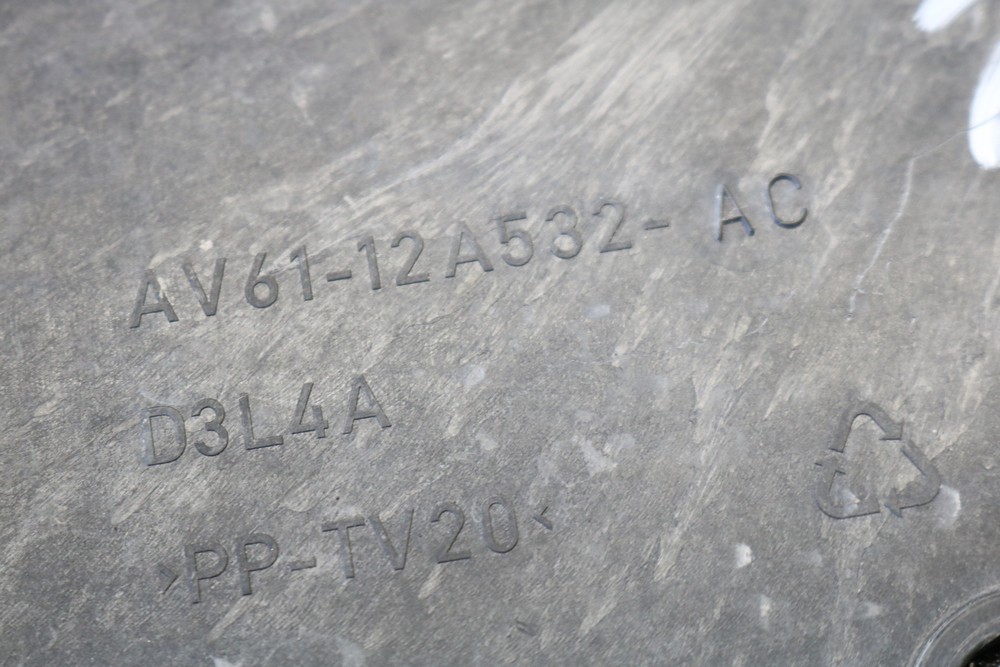 AV61-12A532- AC
D3L4A
>PP-TV20<